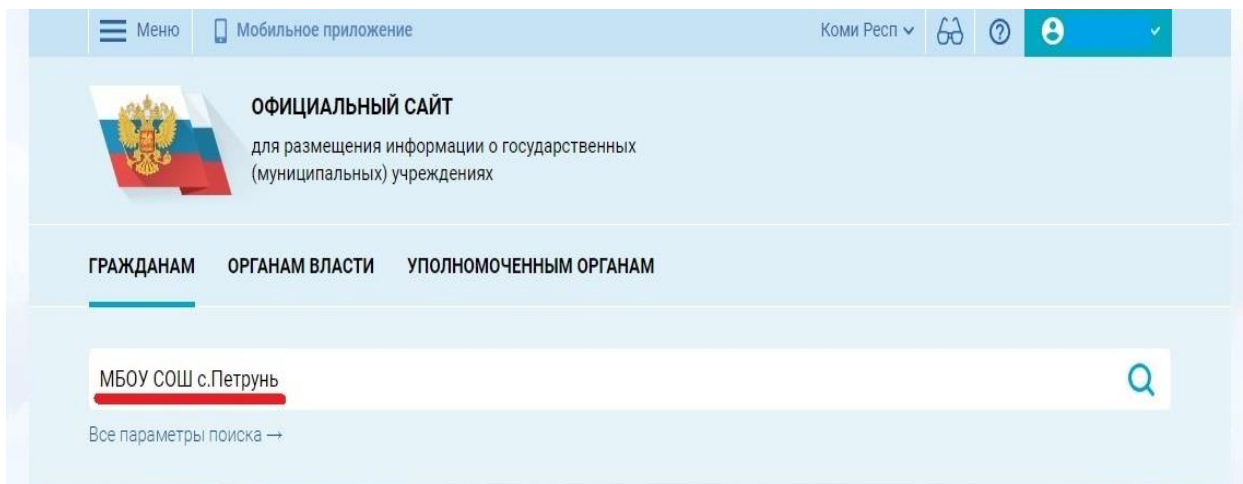 Меню Мобильное приложение Коми Респ
ОФИЦИАЛЬНЫЙ САЙТ
для размещения информации о государственных
(муниципальных) учреждениях
ГРАЖДАНАМ ОРГАНАМ ВЛАСТИ УПОЛНОМОЧЕННЫМ ОРГАНАМ
МБОУ СОШ с.Петрунь
Все параметры поиска →